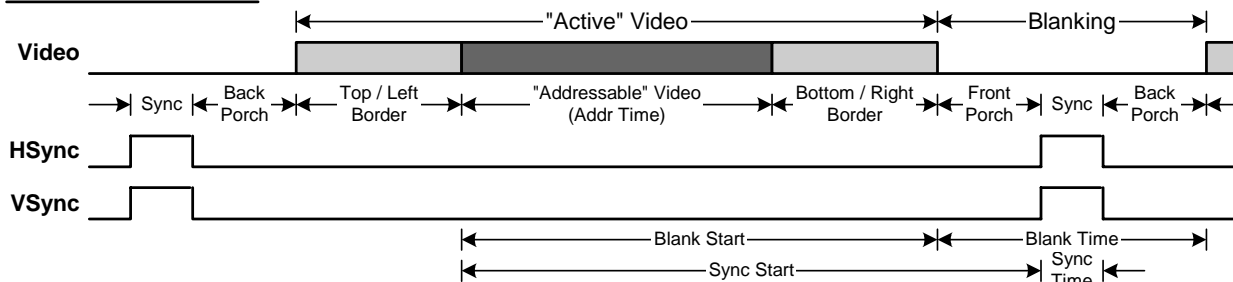 "Active" Video Blanking
Video
Sync Back Porch Top / Left Border "Addressable" Video (Addr Time) Bottom / Right Border Front Porch Sync Back Porch
HSync
VSync
Blank Start Blank Time
Sync Start Sync Time